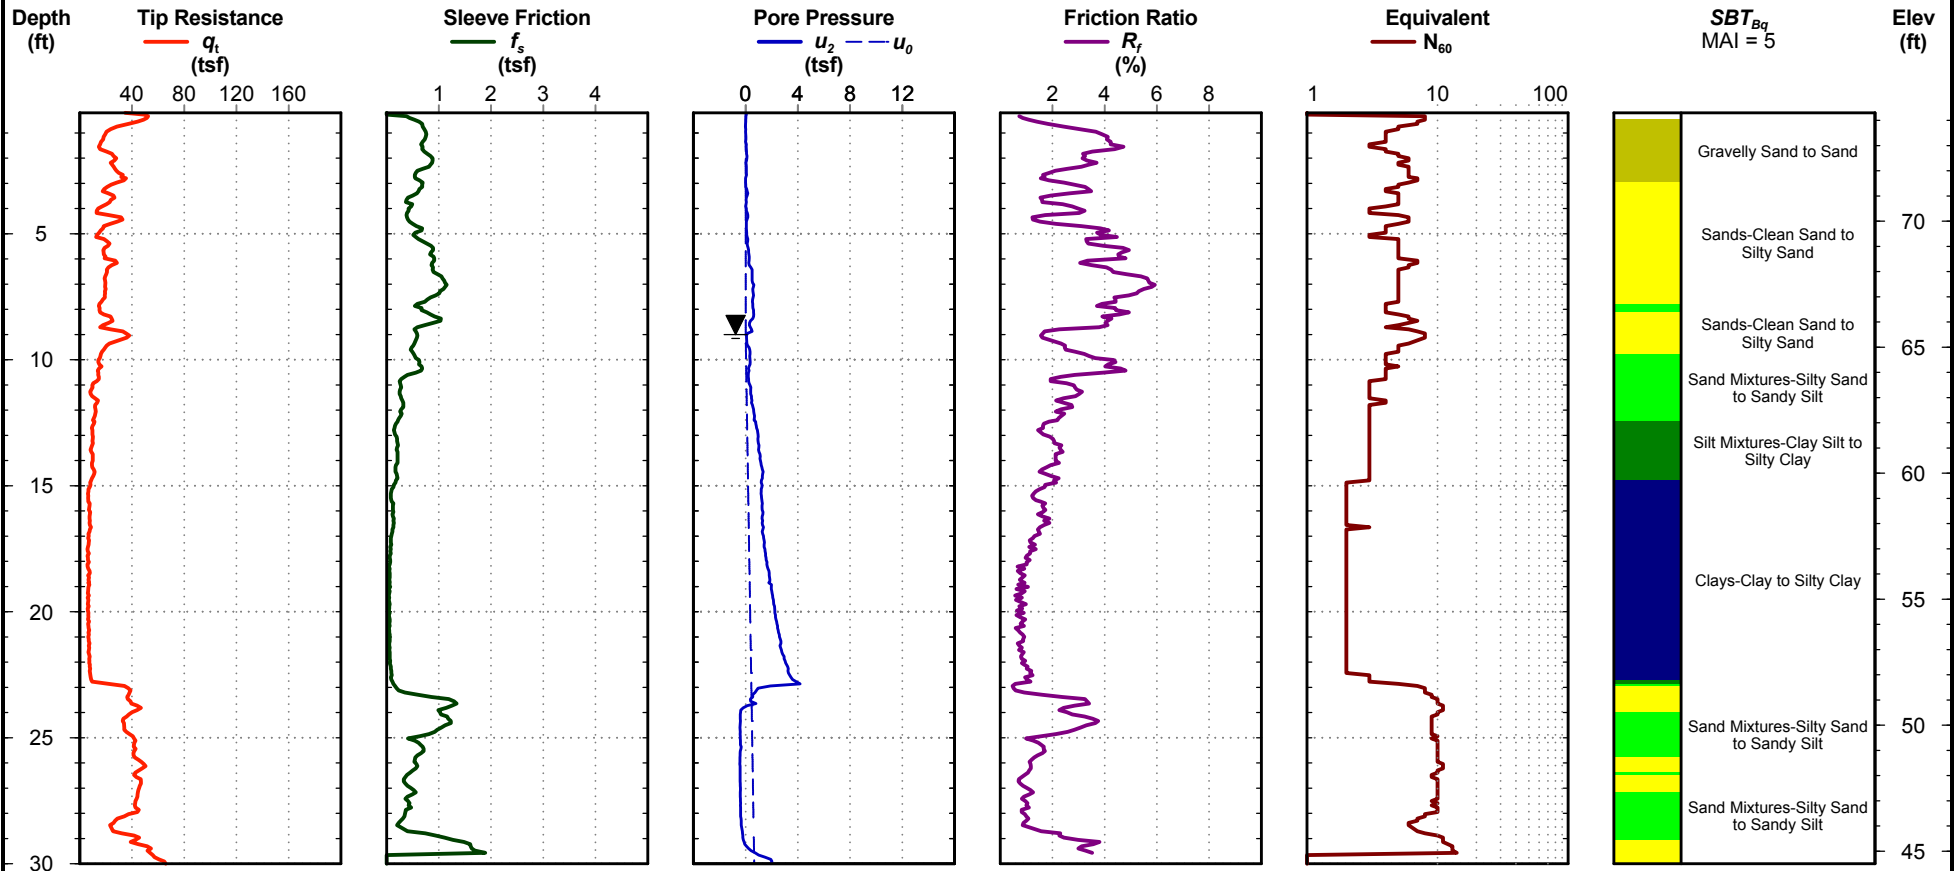 Depth
(ft)
Tip Resistance
qt
(tsf)
Sleeve Friction
fs
(tsf)
Pore Pressure
u2 u0
(tsf)
Friction Ratio
Rf
(%)
Equivalent
N60
SBTBq
MAI = 5
Elev
(ft)
40 80 120 160
1 2 3 4
0 4 8 12
2 4 6 8
1 10 100
5
10
15
20
25
30
Gravelly Sand to Sand
Sands-Clean Sand to
Silty Sand
Sands-Clean Sand to
Silty Sand
Sand Mixtures-Silty Sand
to Sandy Silt
Silt Mixtures-Clay Silt to
Silty Clay
Clays-Clay to Silty Clay
Sand Mixtures-Silty Sand
to Sandy Silt
Sand Mixtures-Silty Sand
to Sandy Silt
70
65
60
55
50
45